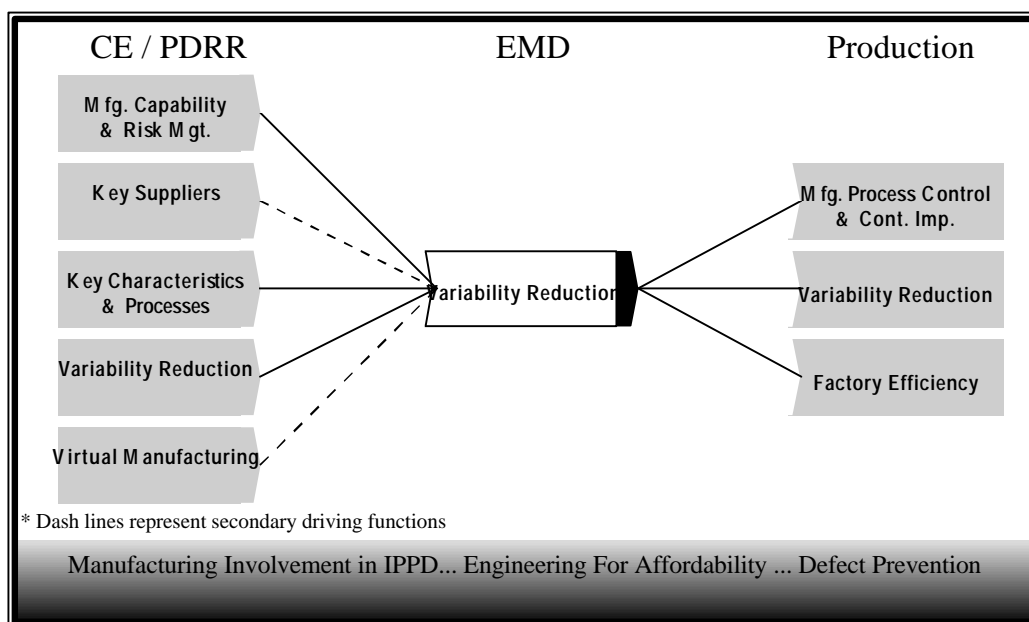 CE / PDRR
EMD
Production
Mfg. Capability
& Risk Mgt.
Key Suppliers
Key Characteristics
& Processes
Variability Reduction
Virtual Manufacturing
Variability Reduction
Mfg. Process Control
& Cont. Imp.
Variability Reduction
Factory Efficiency
* Dash lines represent secondary driving functions
Manufacturing Involvement in IPPD... Engineering For Affordability ... Defect Prevention